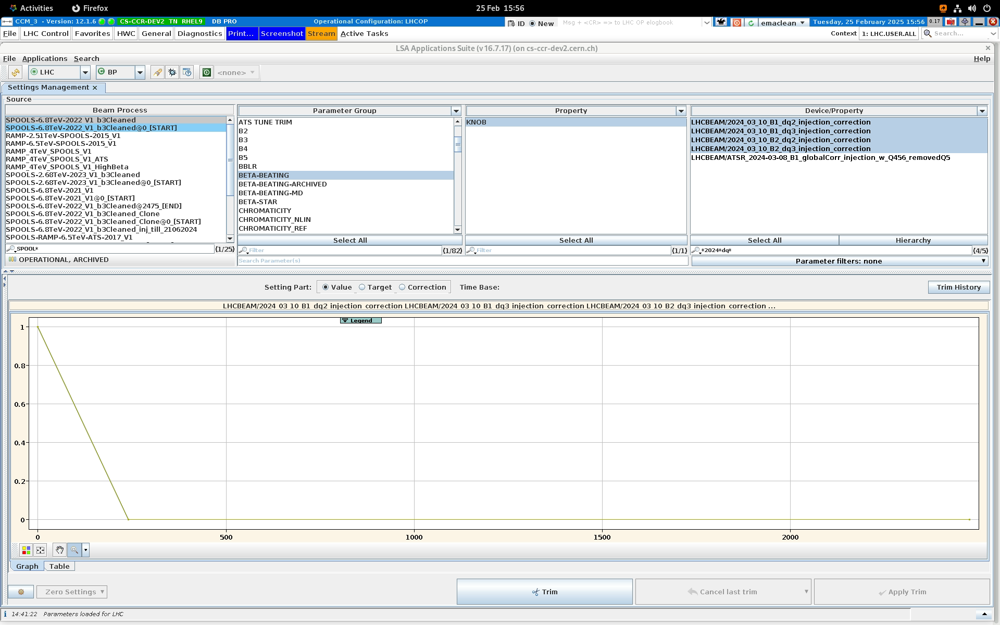 Activities Firefox 25 Feb 15:56
CCM_3 - Version: 12.1.6 CS-CCR-DEV2 TN RHEL9 DB PRO Operational Configuration: LHCOP ID New Msg + <CR> => to LHC OP elogbook emaclean Tuesday, 25 February 2025 15:56 0.17
File LHC Control Favorites HWC General Diagnostics Print... Screenshot Stream Active Tasks Context 1: LHC.USER.ALL Search...
LSA Applications Suite (v 16.7.17) (on cs-ccr-dev2.cern.ch)
File Applications Search Help
LHC BP <none>
Settings Management
Source
Beam Process
SPOOLS-6.8TeV-2022_V1_b3Cleaned
SPOOLS-6.8TeV-2022_V1_b3Cleaned@0_[START]
RAMP-2.51TeV-SPOOLS-2015_V1
RAMP-6.5TeV-SPOOLS-2015_V1
RAMP_4TeV_SPOOLS_V1
RAMP_4TeV_SPOOLS_V1_ATS
RAMP_4TeV_SPOOLS_V1_HighBeta
SPOOLS-2.68TeV-2023_V1_b3Cleaned
SPOOLS-2.68TeV-2023_V1_b3Cleaned@0_[START]
SPOOLS-6.8TeV-2021_V1
SPOOLS-6.8TeV-2021_V1@0_[START]
SPOOLS-6.8TeV-2022_V1_b3Cleaned@2475_[END]
SPOOLS-6.8TeV-2022_V1_b3Cleaned_Clone
SPOOLS-6.8TeV-2022_V1_b3Cleaned_Clone@0_[START]
SPOOLS-6.8TeV-2022_V1_b3Cleaned_inj_till_21062024
SPOOLS-RAMP-6.5TeV-ATS-2017_V1
SPOOL* (1/25)
OPERATIONAL, ARCHIVED
Parameter Group
ATS TUNE TRIM
B2
B3
B4
B5
BBLR
BETA-BEATING
BETA-BEATING-ARCHIVED
BETA-BEATING-MD
BETA-STAR
CHROMATICITY
CHROMATICITY_NLIN
CHROMATICITY_REF
Select All
Filter (1/82)
Search Parameter(s)
Property
KNOB
Select All
Filter (1/1)
Device/Property
LHCBEAM/2024_03_10_B1_dq2_injection_correction
LHCBEAM/2024_03_10_B1_dq3_injection_correction
LHCBEAM/2024_03_10_B2_dq2_injection_correction
LHCBEAM/2024_03_10_B2_dq3_injection_correction
LHCBEAM/ATSR_2024-03-08_B1_globalCorr_injection_w_Q456_removedQ5
Select All Hierarchy
*2024*dq* (4/5)
Parameter filters: none
Setting Part: Value Target Correction Time Base: Trim History
LHCBEAM/2024 03 10 B1 dq2 injection correction LHCBEAM/2024 03 10 B1 dq3 injection correction LHCBEAM/2024 03 10 B2 dq3 injection correction ...
Legend
1
0.8
0.6
0.4
0.2
0
0 500 1000 1500 2000
Graph Table
Zero Settings Trim Cancel last trim Apply Trim
14:41:22 Parameters loaded for LHC